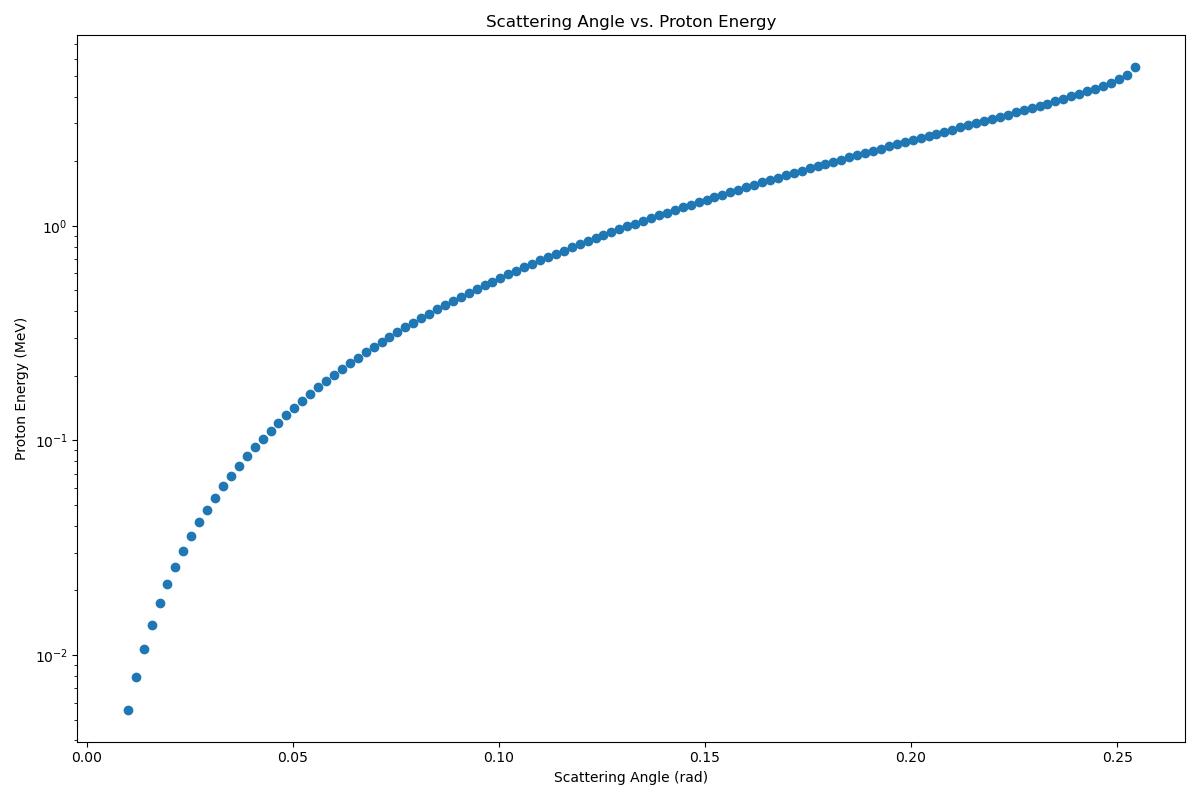 Scattering Angle vs. Proton Energy
Proton Energy (MeV)
10⁰
10⁻¹
10⁻²
0.00 0.05 0.10 0.15 0.20 0.25
Scattering Angle (rad)